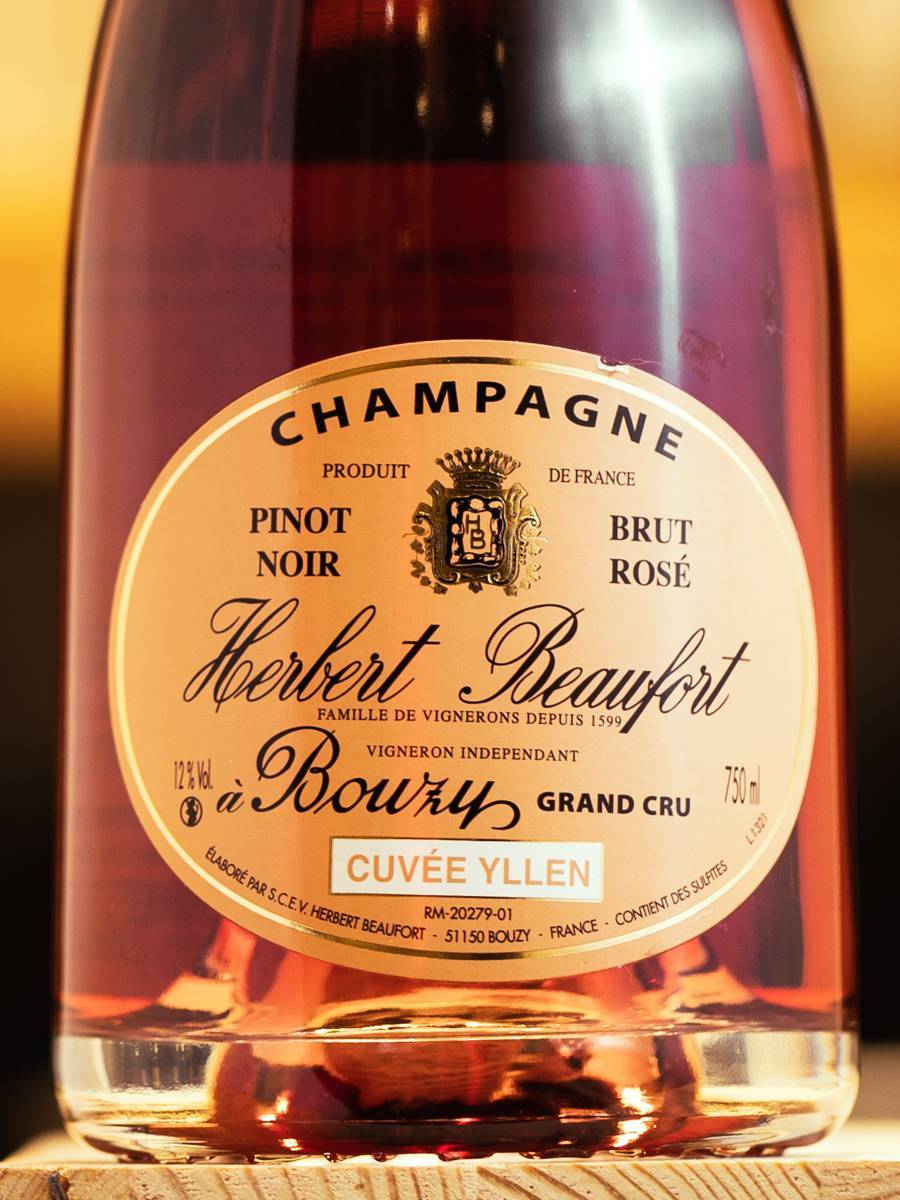 CHAMPAGNE
PRODUIT DE FRANCE
HB
PINOT NOIR
BRUT ROSÉ
Herbert Beaufort
FAMILLE DE VIGNERONS DEPUIS 1599
VIGNERON INDEPENDANT
12 % Vol.
à Bouzy GRAND CRU
750 ml
L1321
CUVÉE YLLEN
RM-20279-01
ÉLABORÉ PAR S.C.E.V. HERBERT BEAUFORT - 51150 BOUZY - FRANCE - CONTIENT DES SULFITES